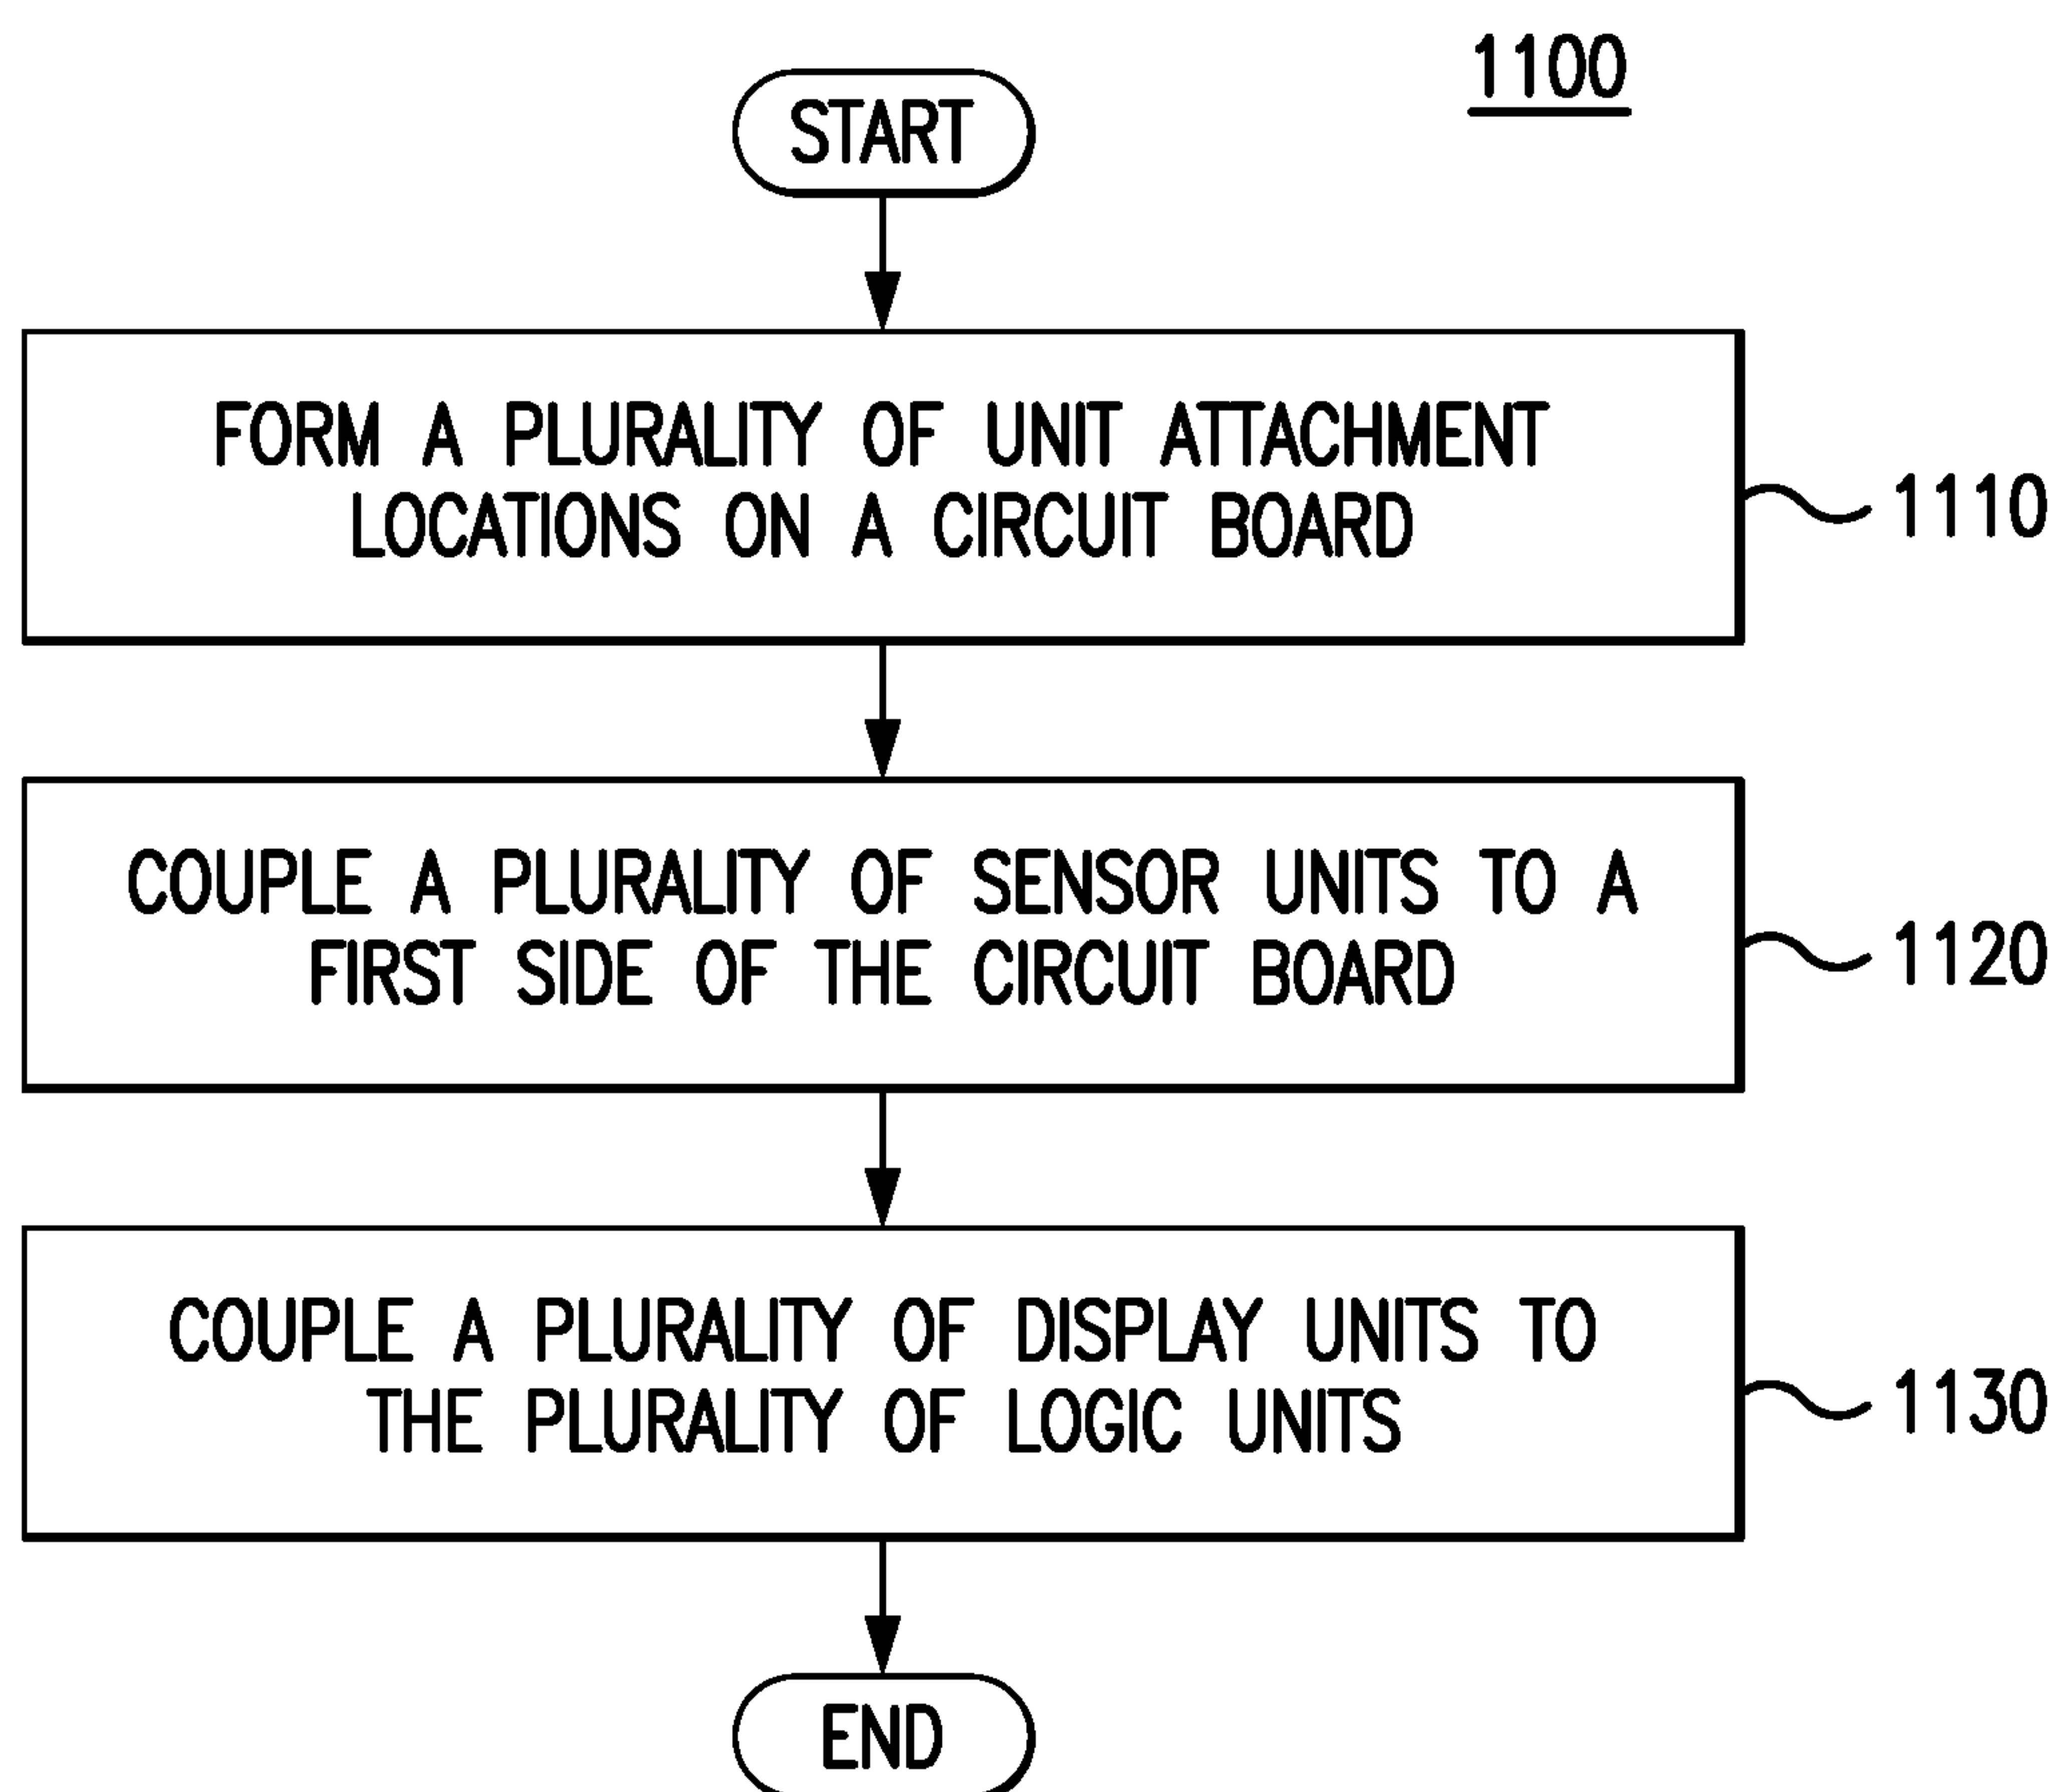 1100
START
FORM A PLURALITY OF UNIT ATTACHMENT
LOCATIONS ON A CIRCUIT BOARD
1110
COUPLE A PLURALITY OF SENSOR UNITS TO A
FIRST SIDE OF THE CIRCUIT BOARD
1120
COUPLE A PLURALITY OF DISPLAY UNITS TO
THE PLURALITY OF LOGIC UNITS
1130
END